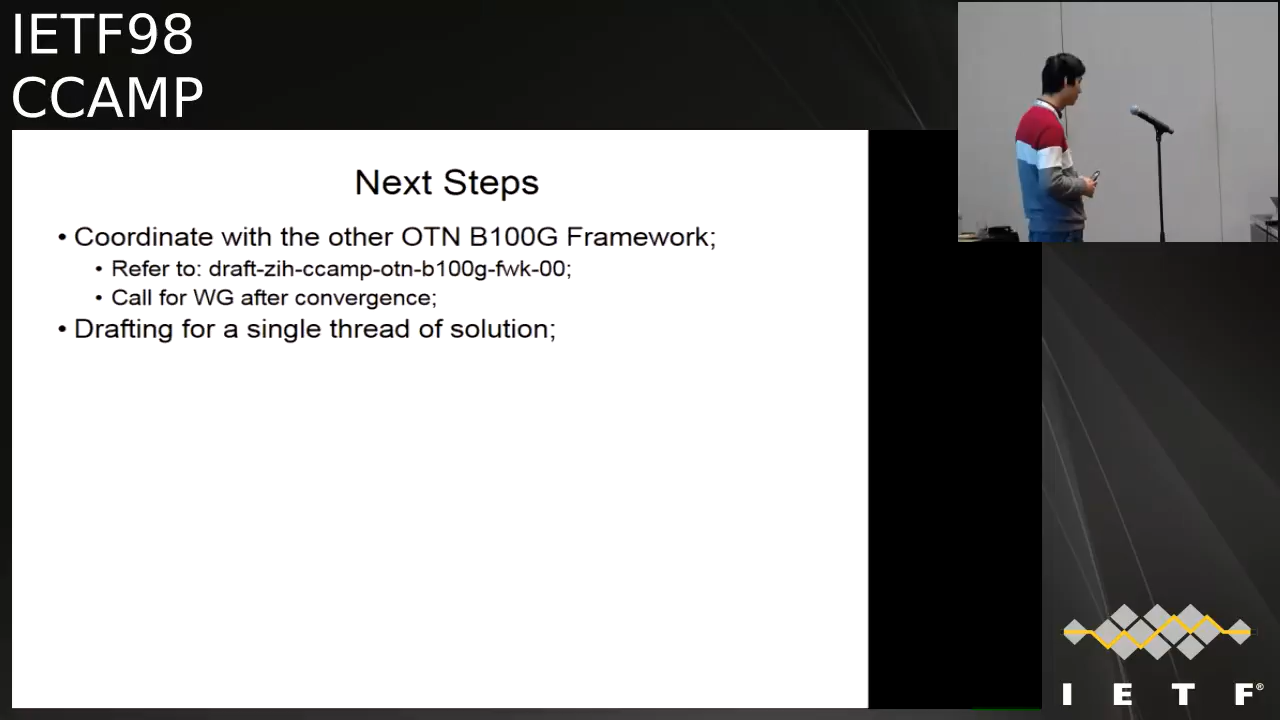 IETF98
CCAMP
Next Steps
• Coordinate with the other OTN B100G Framework;
• Refer to: draft-zih-ccamp-otn-b100g-fwk-00;
• Call for WG after convergence;
• Drafting for a single thread of solution;
I E T F®